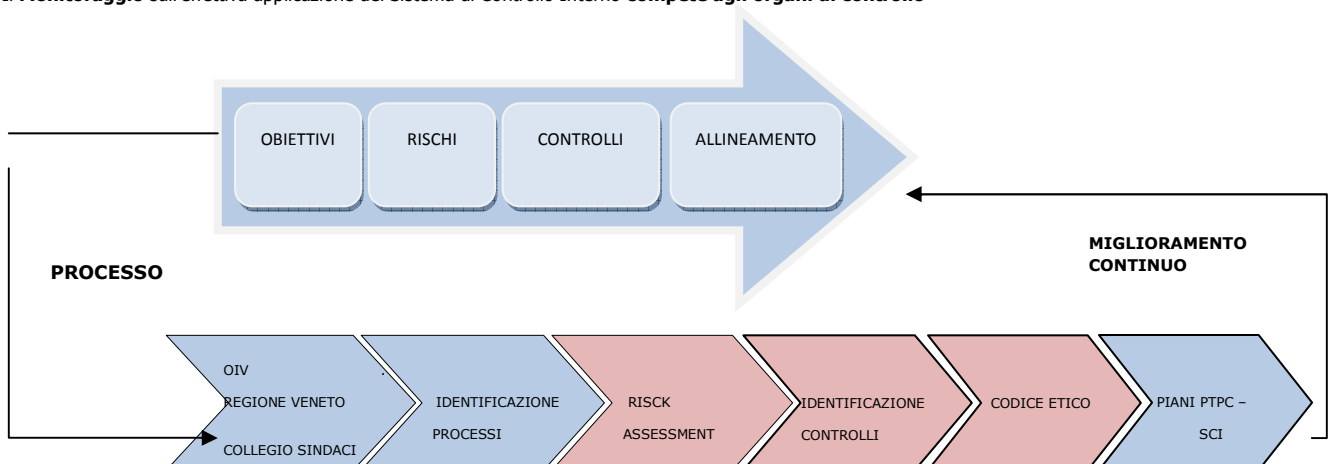 OBIETTIVI RISCHI CONTROLLI ALLINEAMENTO
MIGLIORAMENTO
CONTINUO
PROCESSO
OIV .
REGIONE VENETO
COLLEGIO SINDACI
IDENTIFICAZIONE
PROCESSI
RISCK
ASSESSMENT
IDENTIFICAZIONE
CONTROLLI
CODICE ETICO
PIANI PTPC –
SCI